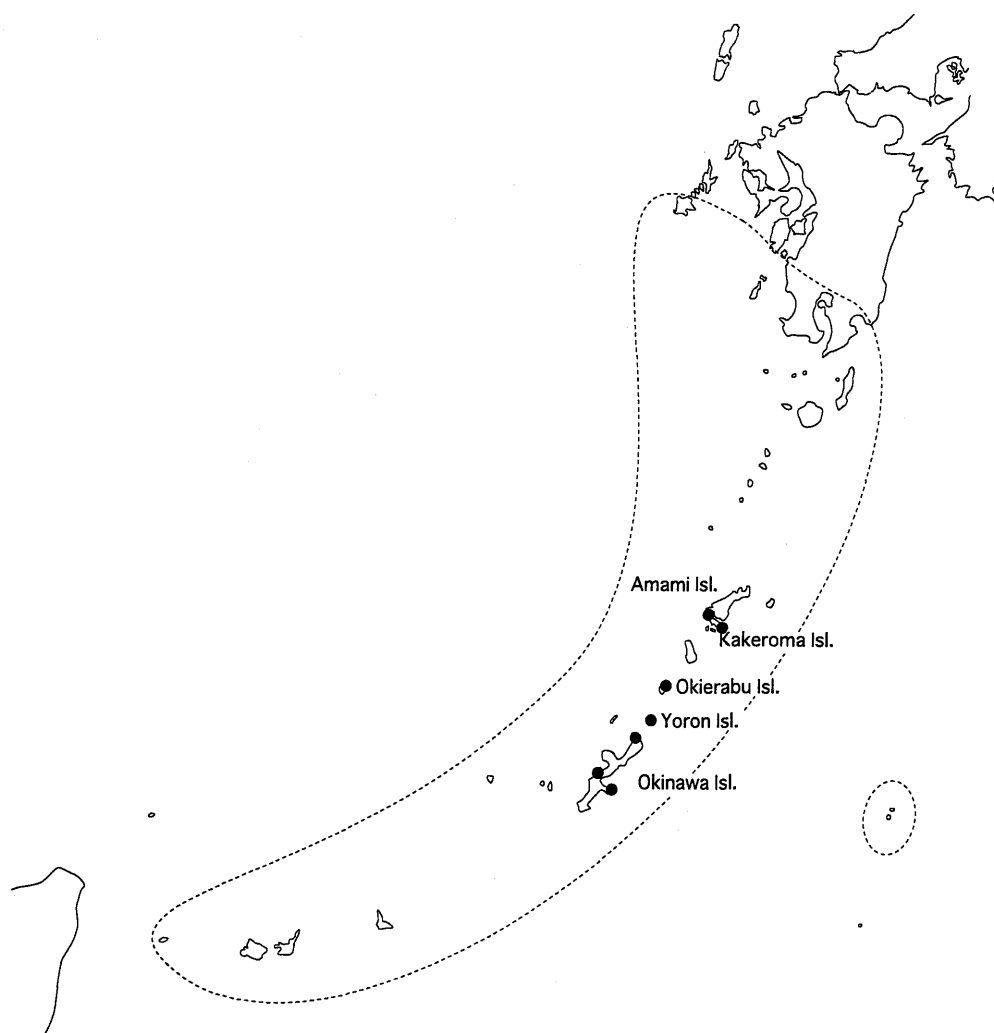 Amami Isl.
Kakeroma Isl.
Okierabu Isl.
Yoron Isl.
Okinawa Isl.